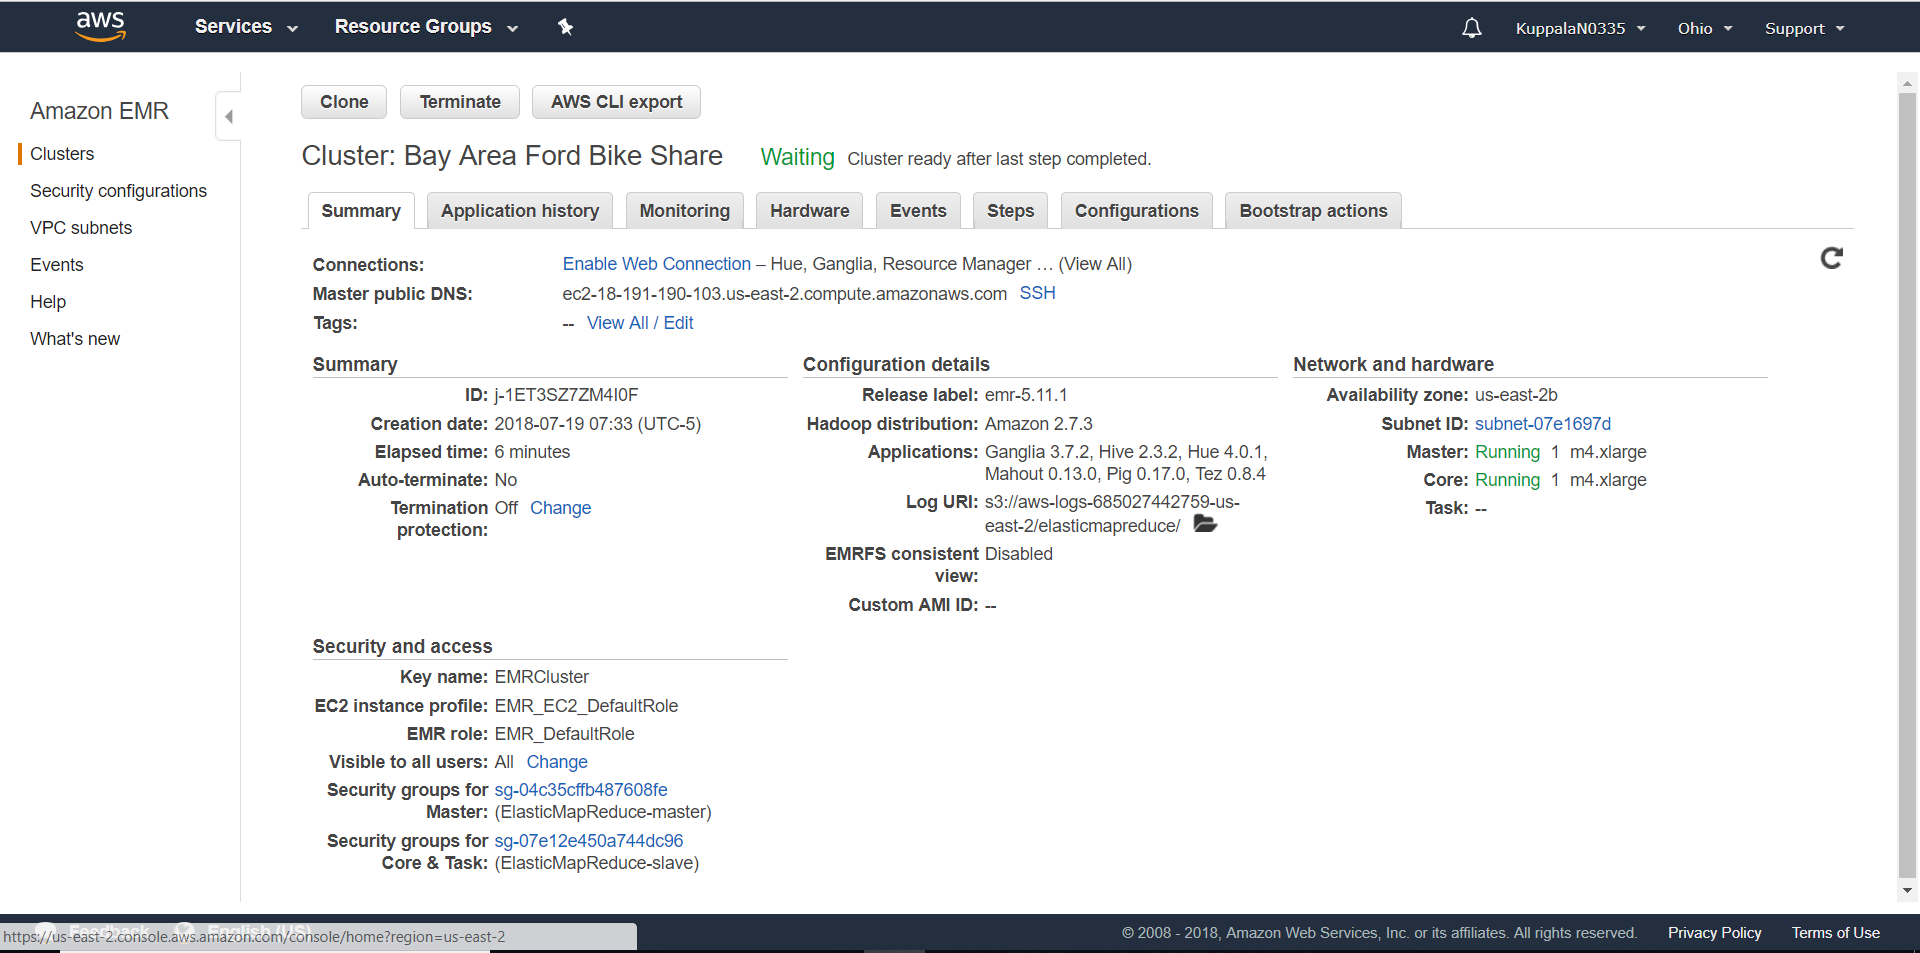 aws Services Resource Groups KuppalaN0335 Ohio Support
Amazon EMR
Clusters
Security configurations
VPC subnets
Events
Help
What's new
Clone Terminate AWS CLI export
Cluster: Bay Area Ford Bike Share Waiting Cluster ready after last step completed.
Summary Application history Monitoring Hardware Events Steps Configurations Bootstrap actions
Connections: Enable Web Connection – Hue, Ganglia, Resource Manager … (View All)
Master public DNS: ec2-18-191-190-103.us-east-2.compute.amazonaws.com SSH
Tags: -- View All / Edit
Summary
ID: j-1ET3SZ7ZM4I0F
Creation date: 2018-07-19 07:33 (UTC-5)
Elapsed time: 6 minutes
Auto-terminate: No
Termination Off Change
protection:
Configuration details
Release label: emr-5.11.1
Hadoop distribution: Amazon 2.7.3
Applications: Ganglia 3.7.2, Hive 2.3.2, Hue 4.0.1,
Mahout 0.13.0, Pig 0.17.0, Tez 0.8.4
Log URI: s3://aws-logs-685027442759-us-
east-2/elasticmapreduce/
EMRFS consistent Disabled
view:
Custom AMI ID: --
Network and hardware
Availability zone: us-east-2b
Subnet ID: subnet-07e1697d
Master: Running 1 m4.xlarge
Core: Running 1 m4.xlarge
Task: --
Security and access
Key name: EMRCluster
EC2 instance profile: EMR_EC2_DefaultRole
EMR role: EMR_DefaultRole
Visible to all users: All Change
Security groups for sg-04c35cffb487608fe
Master: (ElasticMapReduce-master)
Security groups for sg-07e12e450a744dc96
Core & Task: (ElasticMapReduce-slave)
Feedback English (US)
https://us-east-2.console.aws.amazon.com/console/home?region=us-east-2
© 2008 - 2018, Amazon Web Services, Inc. or its affiliates. All rights reserved. Privacy Policy Terms of Use